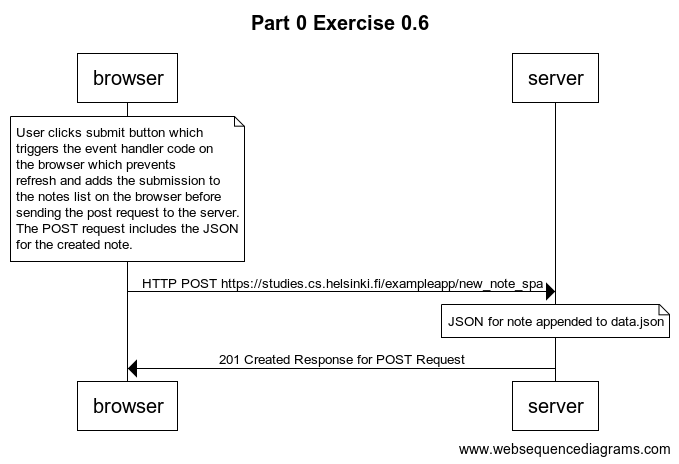 Part 0 Exercise 0.6
browser
server
User clicks submit button which
triggers the event handler code on
the browser which prevents
refresh and adds the submission to
the notes list on the browser before
sending the post request to the server.
The POST request includes the JSON
for the created note.
HTTP POST https://studies.cs.helsinki.fi/exampleapp/new_note_spa
JSON for note appended to data.json
201 Created Response for POST Request
browser
server
www.websequencediagrams.com